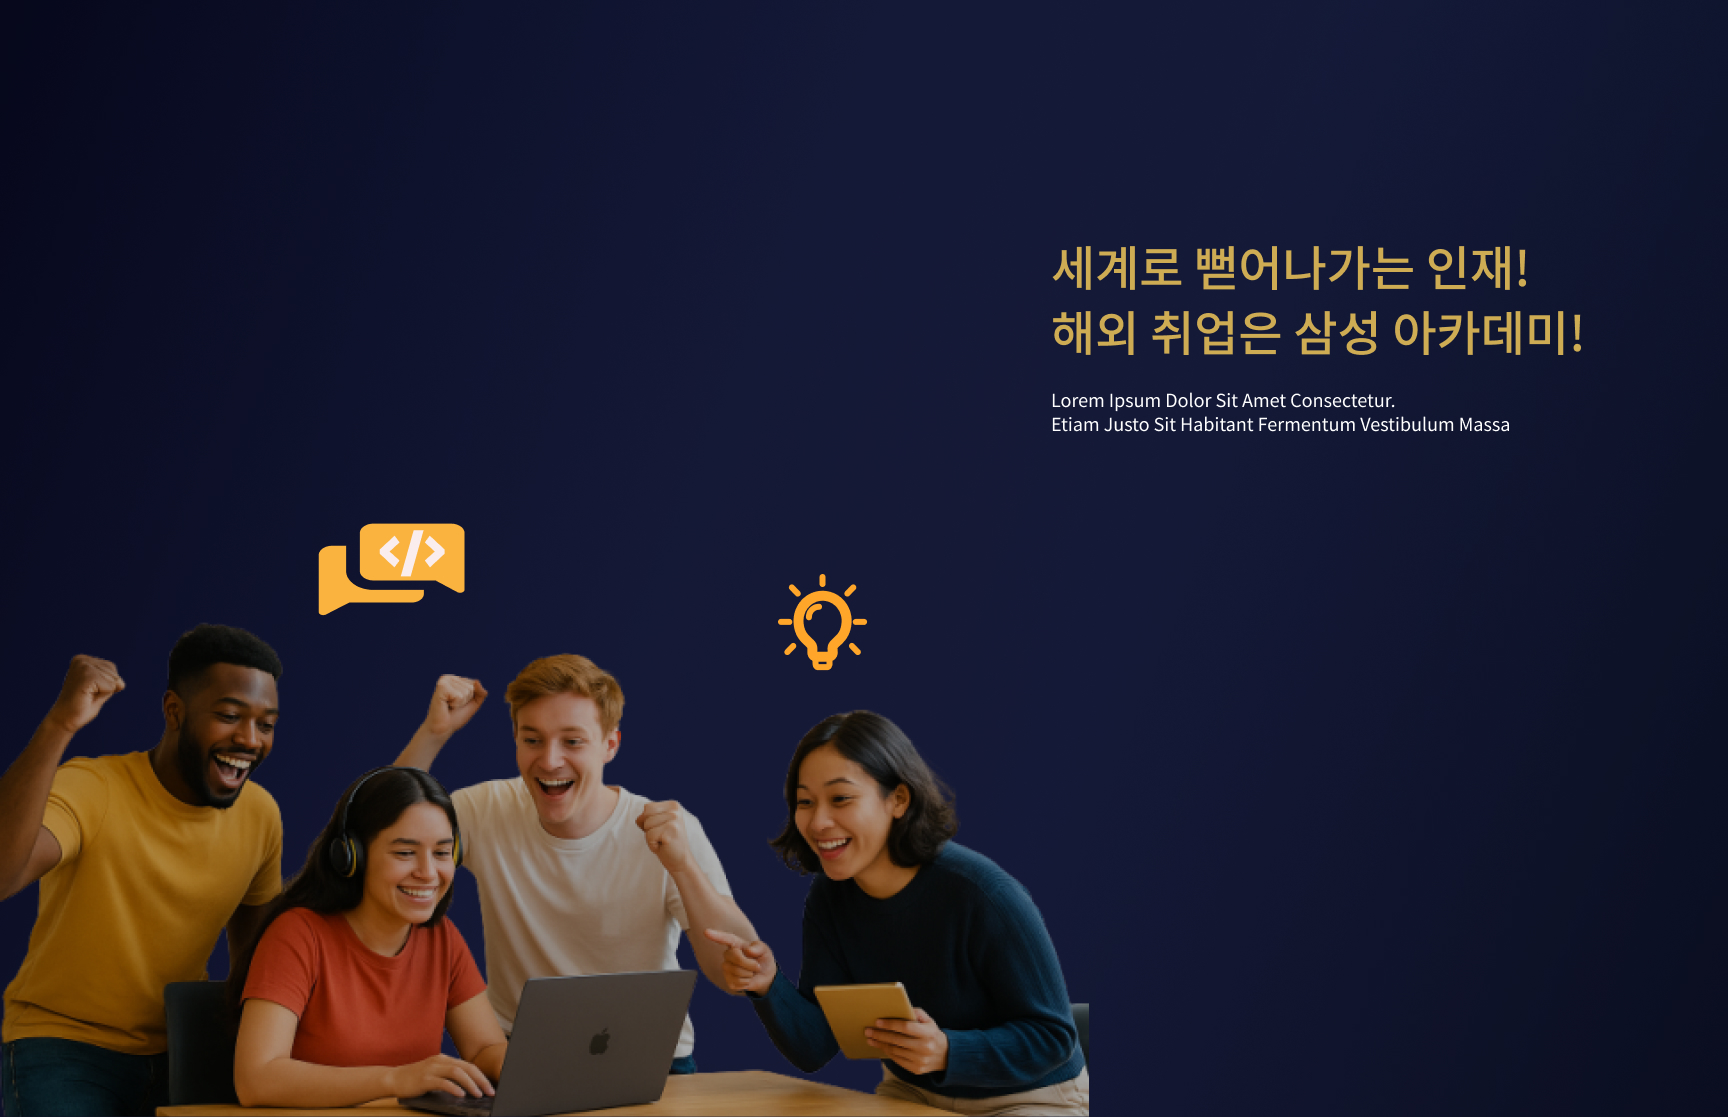 세계로 뻗어나가는 인재!
해외 취업은 삼성 아카데미!
Lorem Ipsum Dolor Sit Amet Consectetur.
Etiam Justo Sit Habitant Fermentum Vestibulum Massa
</>